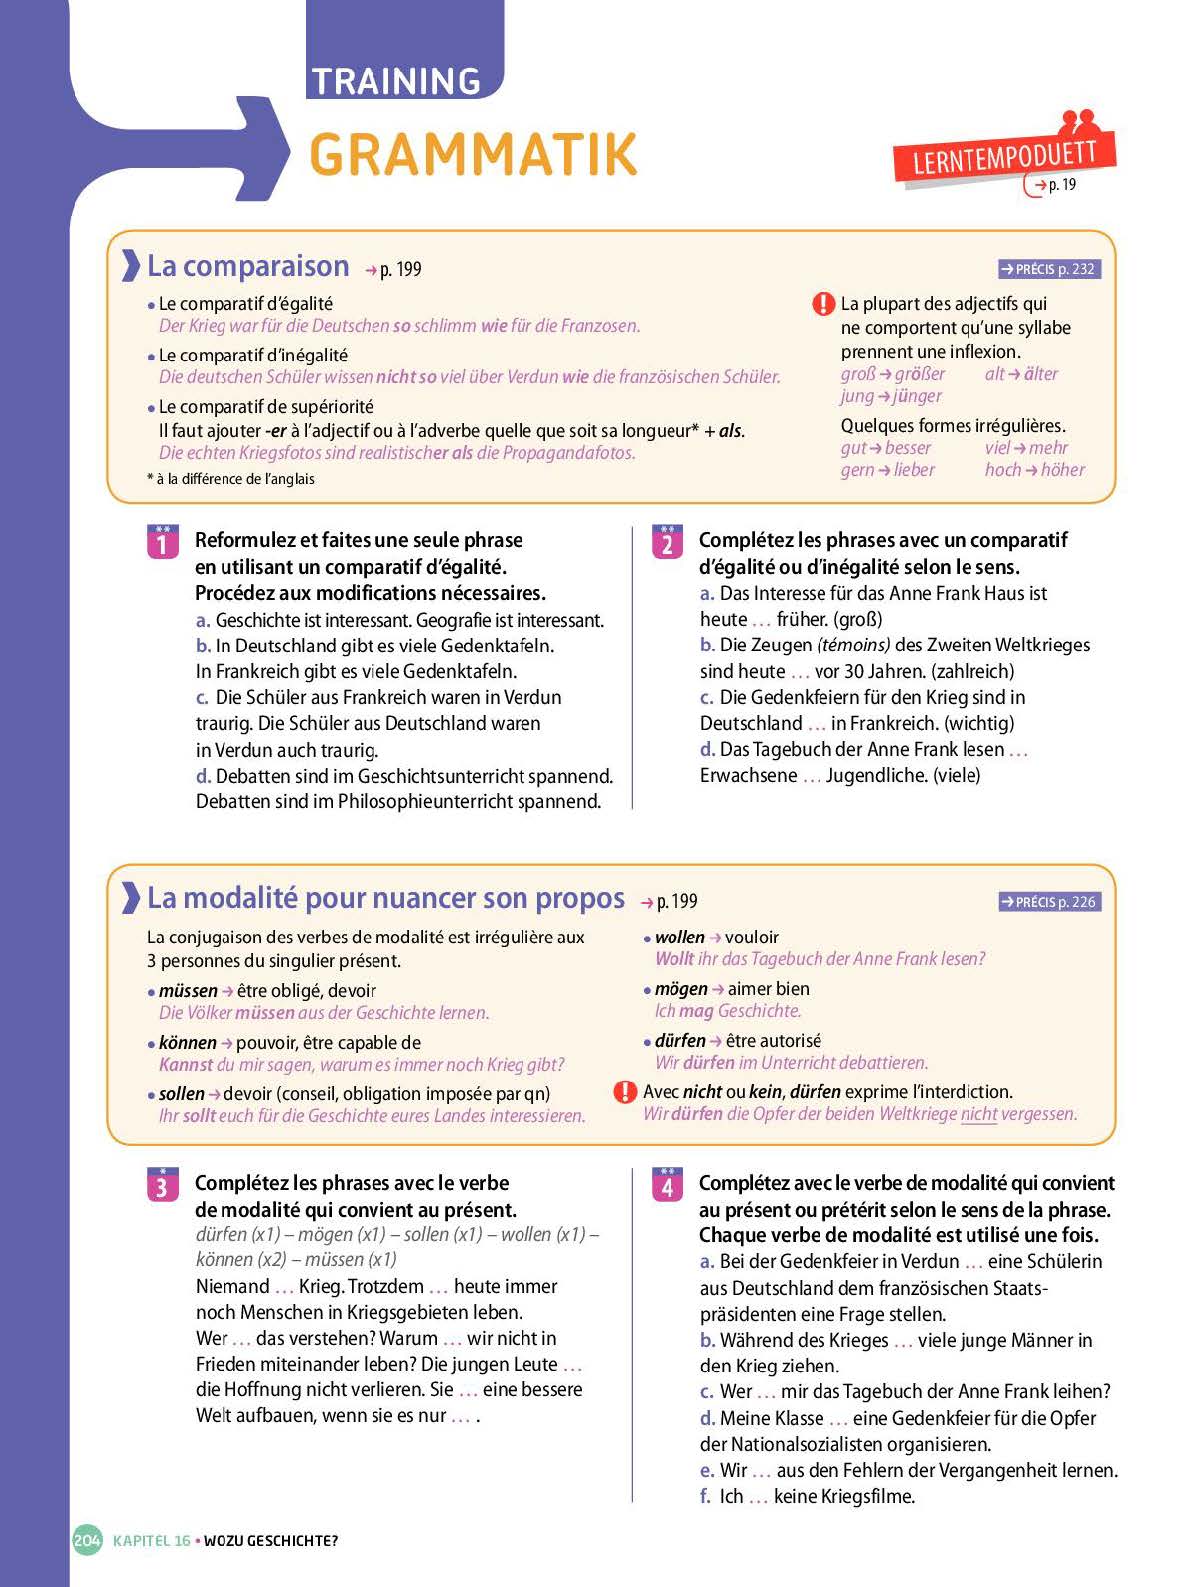 TRAINING
GRAMMATIK
LERNTEMPODUETT
→ p. 19
La comparaison → p. 199
→ PRÉCIS p. 232
• Le comparatif d'égalité
Der Krieg war für die Deutschen so schlimm wie für die Franzosen.
• Le comparatif d'inégalité
Die deutschen Schüler wissen nicht so viel über Verdun wie die französischen Schüler.
• Le comparatif de supériorité
Il faut ajouter -er à l'adjectif ou à l'adverbe quelle que soit sa longueur* + als.
Die echten Kriegsfotos sind realistischer als die Propagandafotos.
* à la différence de l'anglais
! La plupart des adjectifs qui
ne comportent qu'une syllabe
prennent une inflexion.
groß → größer alt → älter
jung → jünger
Quelques formes irrégulières.
gut → besser viel → mehr
gern → lieber hoch → höher
** 1 Reformulez et faites une seule phrase
en utilisant un comparatif d'égalité.
Procédez aux modifications nécessaires.
a. Geschichte ist interessant. Geografie ist interessant.
b. In Deutschland gibt es viele Gedenktafeln.
In Frankreich gibt es viele Gedenktafeln.
c. Die Schüler aus Frankreich waren in Verdun
traurig. Die Schüler aus Deutschland waren
in Verdun auch traurig.
d. Debatten sind im Geschichtsunterricht spannend.
Debatten sind im Philosophieunterricht spannend.
** 2 Complétez les phrases avec un comparatif
d'égalité ou d'inégalité selon le sens.
a. Das Interesse für das Anne Frank Haus ist
heute ... früher. (groß)
b. Die Zeugen (témoins) des Zweiten Weltkrieges
sind heute ... vor 30 Jahren. (zahlreich)
c. Die Gedenkfeiern für den Krieg sind in
Deutschland ... in Frankreich. (wichtig)
d. Das Tagebuch der Anne Frank lesen ...
Erwachsene ... Jugendliche. (viele)
La modalité pour nuancer son propos → p. 199
→ PRÉCIS p. 226
La conjugaison des verbes de modalité est irrégulière aux
3 personnes du singulier présent.
• müssen → être obligé, devoir
Die Völker müssen aus der Geschichte lernen.
• können → pouvoir, être capable de
Kannst du mir sagen, warum es immer noch Krieg gibt?
• sollen → devoir (conseil, obligation imposée par qn)
Ihr sollt euch für die Geschichte eures Landes interessieren.
• wollen → vouloir
Wollt ihr das Tagebuch der Anne Frank lesen?
• mögen → aimer bien
Ich mag Geschichte.
• dürfen → être autorisé
Wir dürfen im Unterricht debattieren.
! Avec nicht ou kein, dürfen exprime l'interdiction.
Wir dürfen die Opfer der beiden Weltkriege nicht vergessen.
* 3 Complétez les phrases avec le verbe
de modalité qui convient au présent.
dürfen (x1) – mögen (x1) – sollen (x1) – wollen (x1) –
können (x2) – müssen (x1)
Niemand ... Krieg. Trotzdem ... heute immer
noch Menschen in Kriegsgebieten leben.
Wer ... das verstehen? Warum ... wir nicht in
Frieden miteinander leben? Die jungen Leute ...
die Hoffnung nicht verlieren. Sie ... eine bessere
Welt aufbauen, wenn sie es nur ... .
** 4 Complétez avec le verbe de modalité qui convient
au présent ou prétérit selon le sens de la phrase.
Chaque verbe de modalité est utilisé une fois.
a. Bei der Gedenkfeier in Verdun ... eine Schülerin
aus Deutschland dem französischen Staats-
präsidenten eine Frage stellen.
b. Während des Krieges ... viele junge Männer in
den Krieg ziehen.
c. Wer ... mir das Tagebuch der Anne Frank leihen?
d. Meine Klasse ... eine Gedenkfeier für die Opfer
der Nationalsozialisten organisieren.
e. Wir ... aus den Fehlern der Vergangenheit lernen.
f. Ich ... keine Kriegsfilme.
204 KAPITEL 16 • WOZU GESCHICHTE?